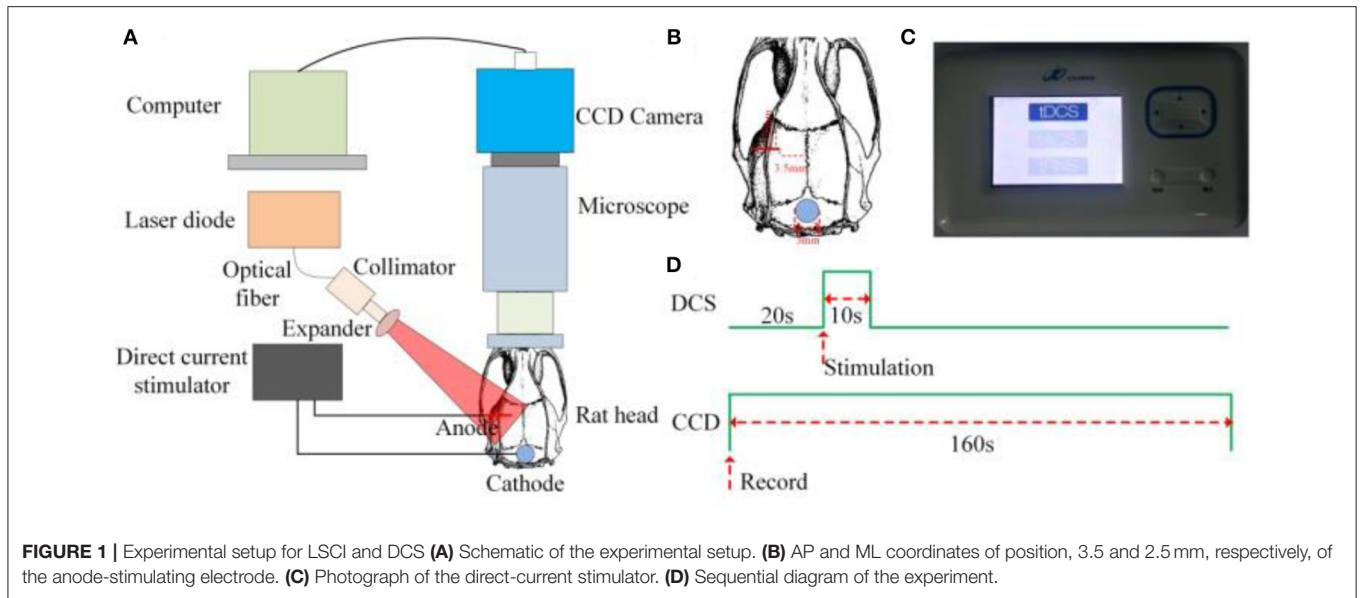 A
Computer
CCD Camera
Laser diode
Microscope
Optical
fiber
Collimator
Expander
Direct current
stimulator
Anode
Rat head
Cathode
B
3.5mm
3mm
C
tDCS
D
DCS
20s
10s
Stimulation
CCD
160s
Record
FIGURE 1 | Experimental setup for LSCI and DCS (A) Schematic of the experimental setup. (B) AP and ML coordinates of position, 3.5 and 2.5 mm, respectively, of
the anode-stimulating electrode. (C) Photograph of the direct-current stimulator. (D) Sequential diagram of the experiment.